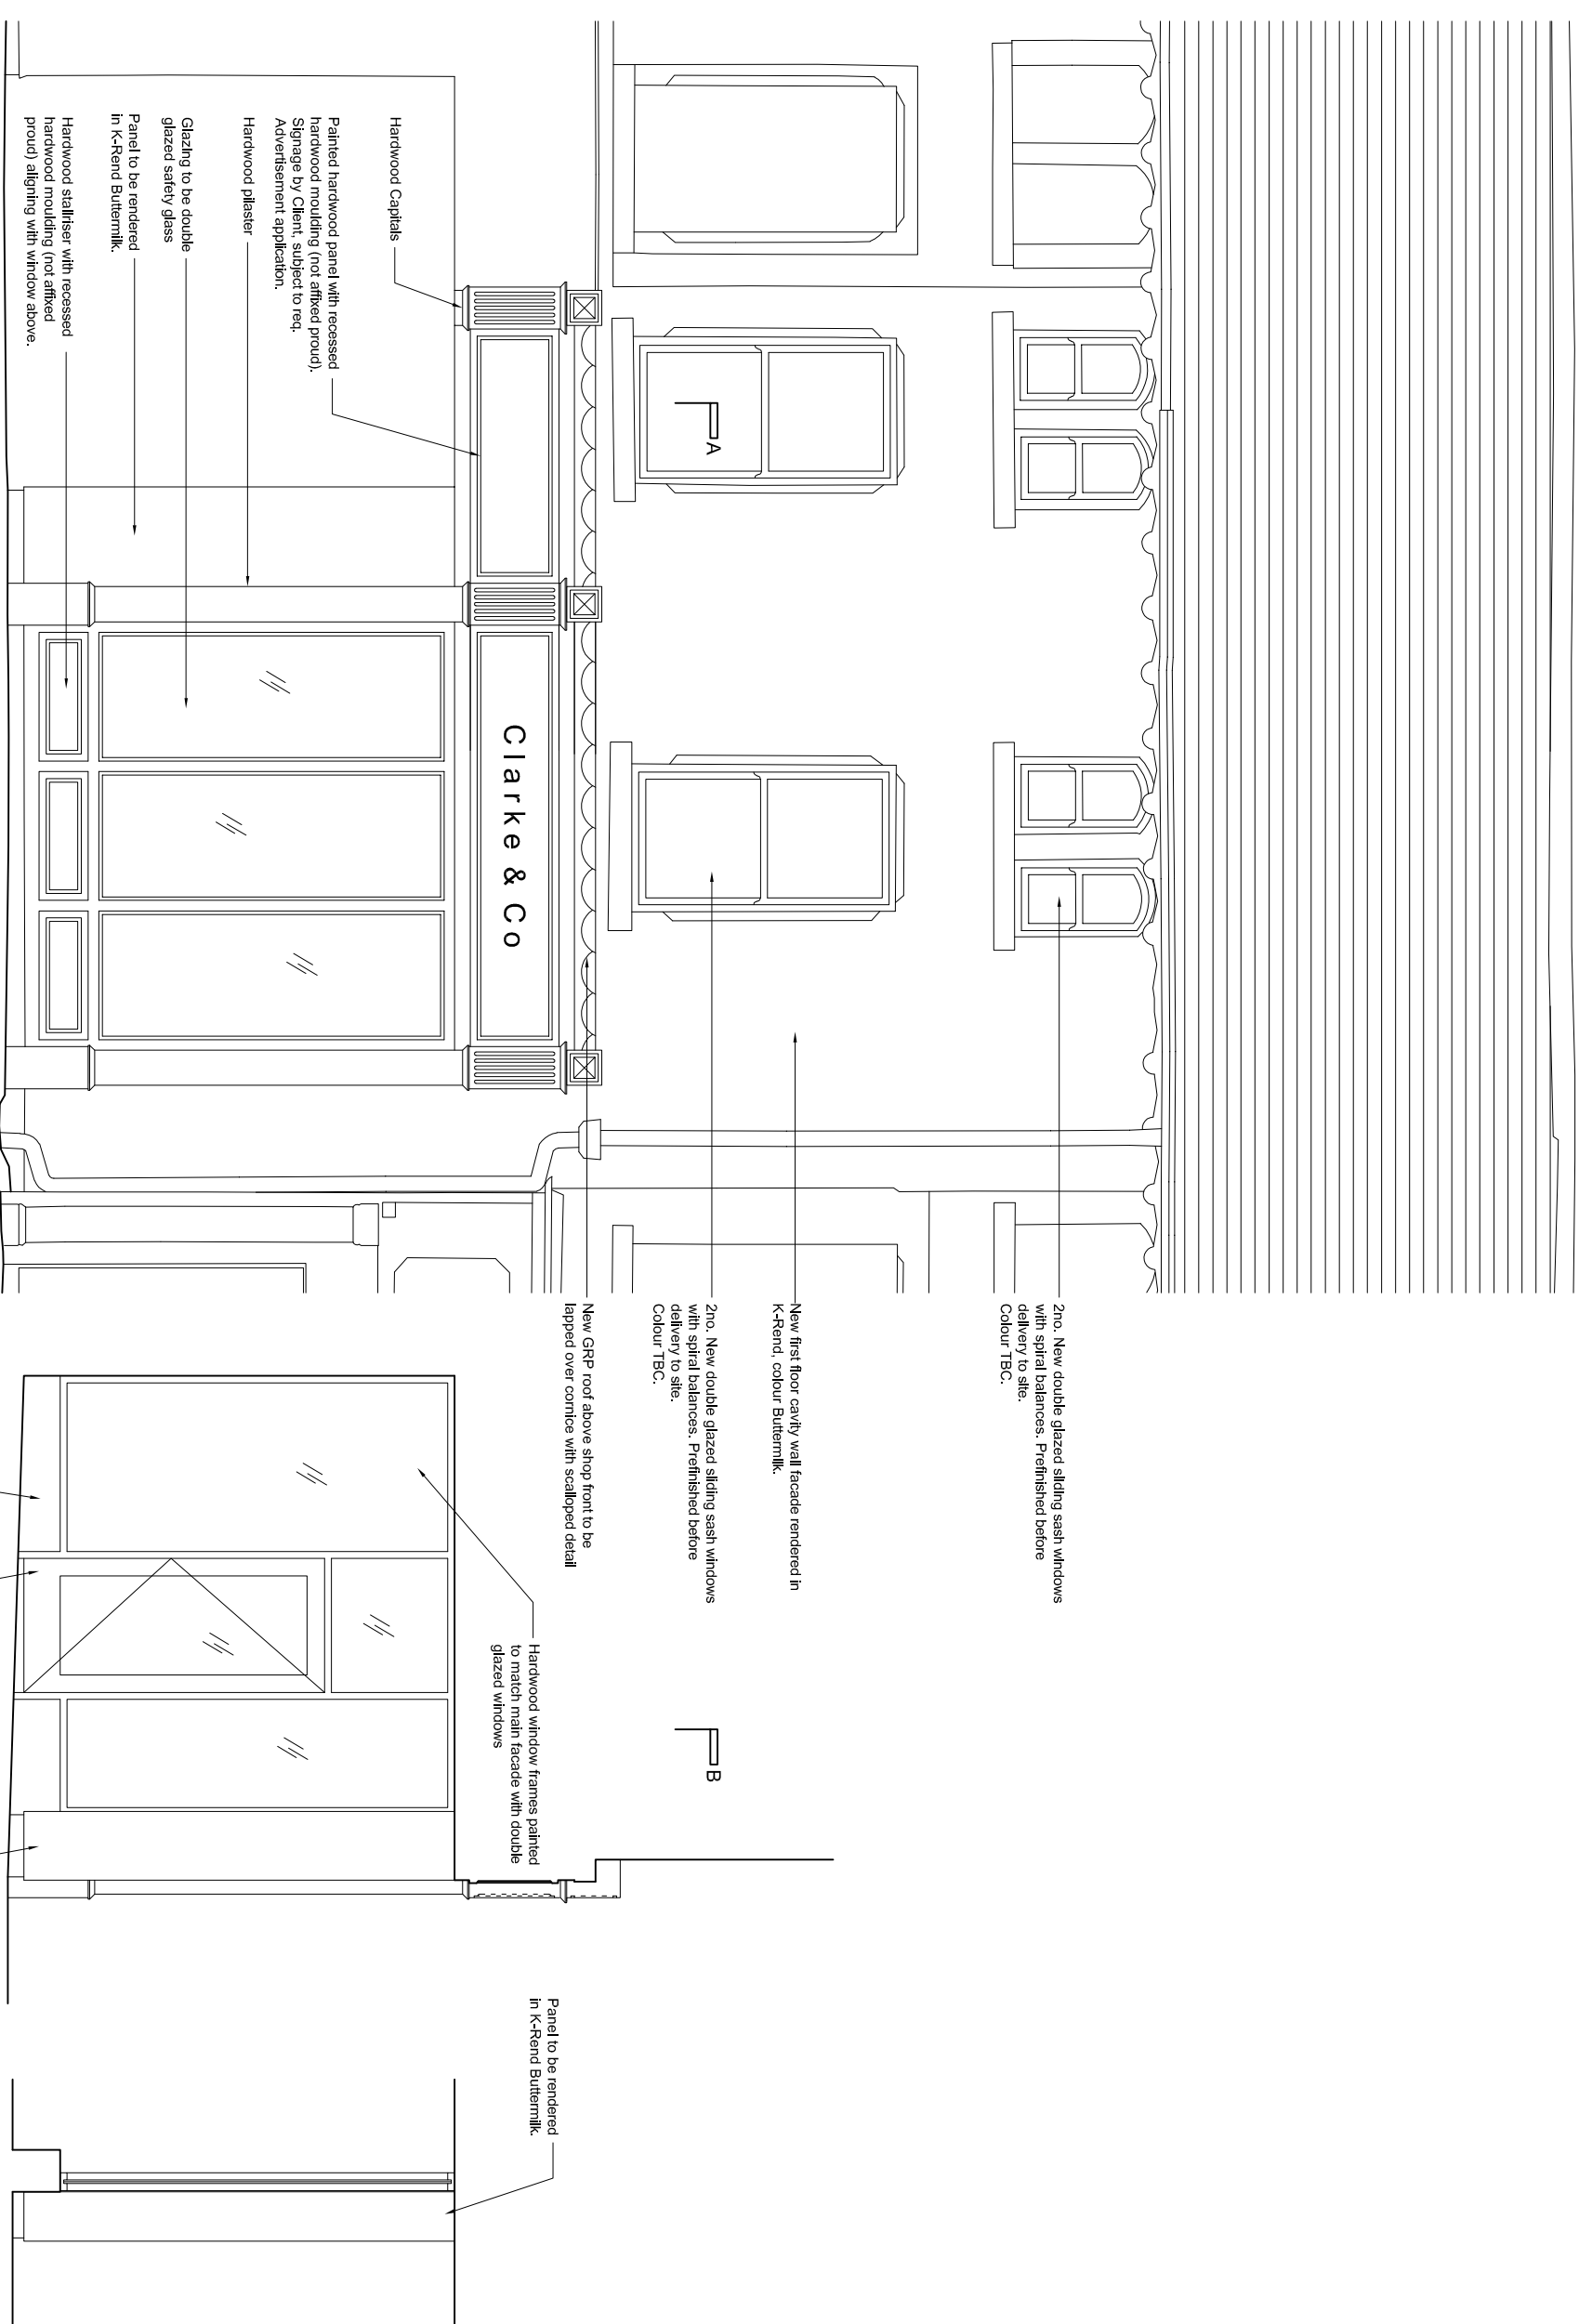 2no. New double glazed sliding sash windows
with spiral balances. Prefinished before
delivery to site.
Colour TBC.
New first floor cavity wall facade rendered in
K-Rend, colour Buttermilk.
2no. New double glazed sliding sash windows
with spiral balances. Prefinished before
delivery to site.
Colour TBC.
New GRP roof above shop front to be
lapped over cornice with scalloped detail
A
B
Clarke & Co
Hardwood Capitals
Painted hardwood panel with recessed
hardwood moulding (not affixed proud).
Signage by Client, subject to req.
Advertisement application.
Hardwood pilaster
Glazing to be double
glazed safety glass
Panel to be rendered
in K-Rend Buttermilk.
Hardwood stallriser with recessed
hardwood moulding (not affixed
proud) aligning with window above.
Hardwood window frames painted
to match main facade with double
glazed windows
Panel to be rendered
in K-Rend Buttermilk.